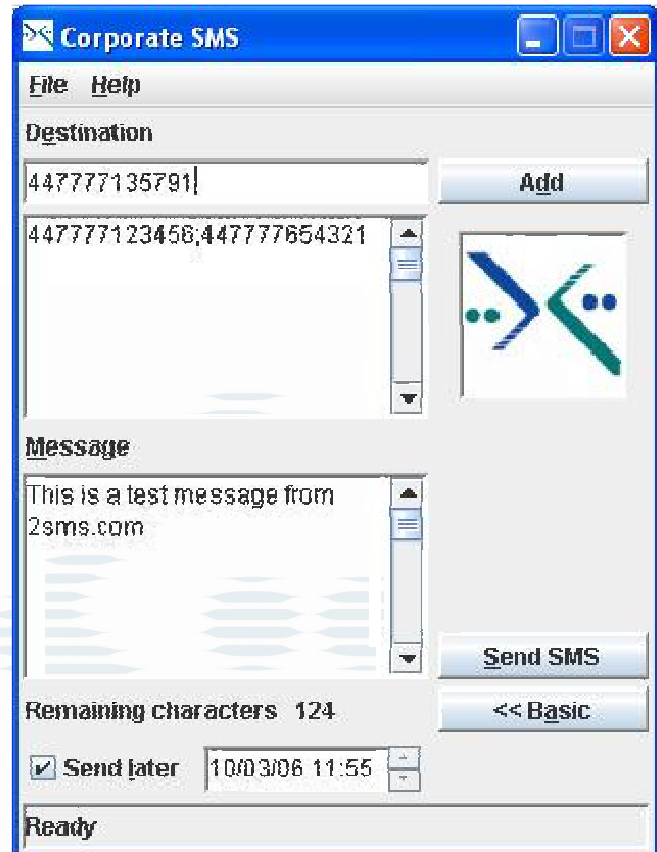 Corporate SMS
File Help
Destination
447777135791
Add
447777123456;447777654321
Message
This is a test message from
2sms.com
Send SMS
Remaining characters 124
<< Basic
Send later 10/03/06 11:55
Ready